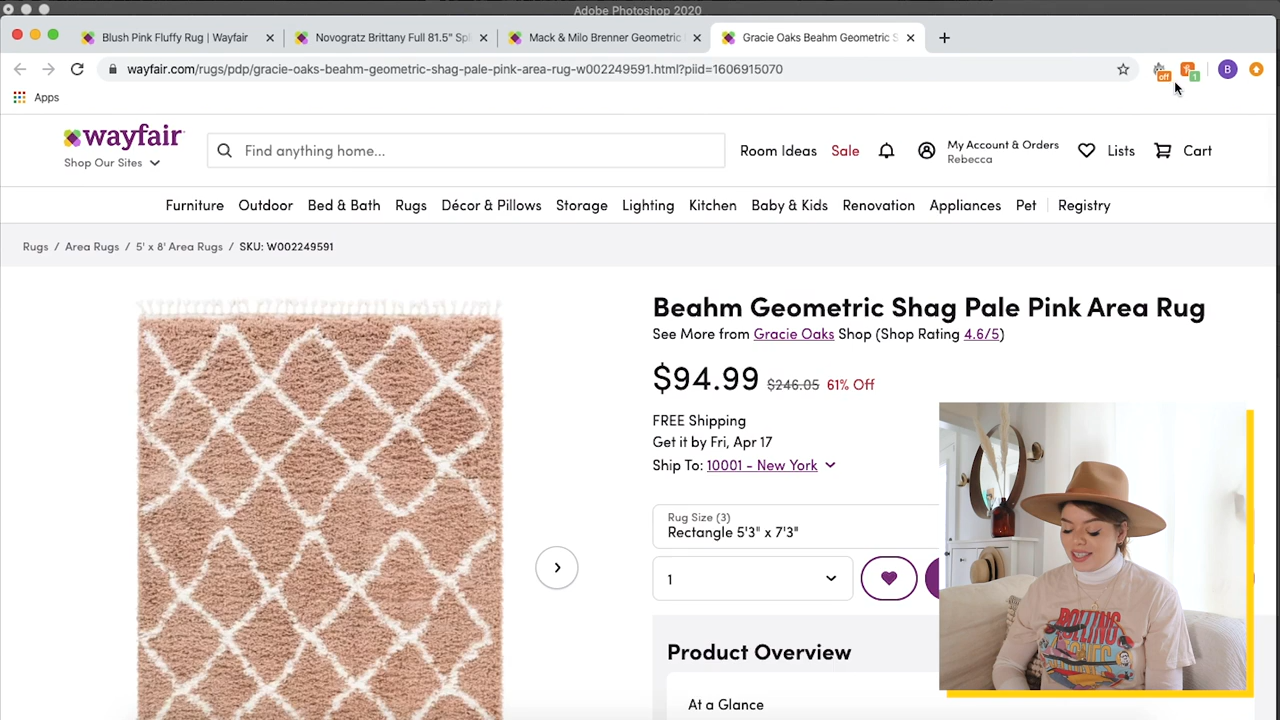 Adobe Photoshop 2020
Blush Pink Fluffy Rug | Wayfair
Novogratz Brittany Full 81.5" Spl
Mack & Milo Brenner Geometric
Gracie Oaks Beahm Geometric S
wayfair.com/rugs/pdp/gracie-oaks-beahm-geometric-shag-pale-pink-area-rug-w002249591.html?piid=1606915070
off
1
B
Apps
wayfair
Shop Our Sites
Find anything home...
Room Ideas
Sale
My Account & Orders
Rebecca
Lists
Cart
Furniture Outdoor Bed & Bath Rugs Décor & Pillows Storage Lighting Kitchen Baby & Kids Renovation Appliances Pet Registry
Rugs / Area Rugs / 5' x 8' Area Rugs / SKU: W002249591
Beahm Geometric Shag Pale Pink Area Rug
See More from Gracie Oaks Shop (Shop Rating 4.6/5)
$94.99 $246.05 61% Off
FREE Shipping
Get it by Fri, Apr 17
Ship To: 10001 - New York
Rug Size (3)
Rectangle 5'3" x 7'3"
1
Product Overview
At a Glance
ROLLING